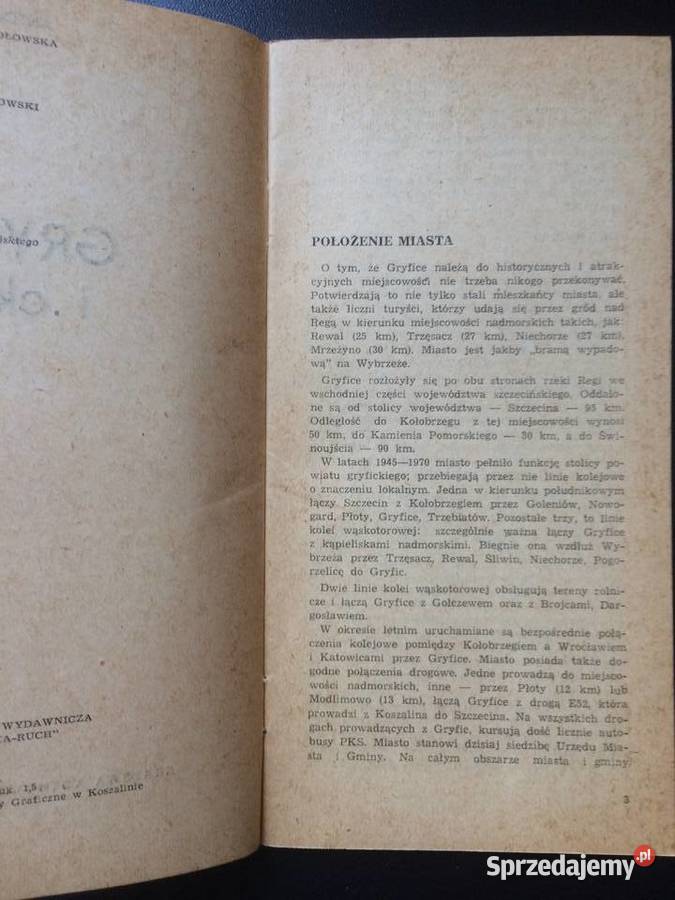 OŁOWSKA
OWSKI
GRY
WYDAWNICZA
A-RUCH"
uk. 1,5
y Graficzne w Koszalinie
POŁOŻENIE MIASTA
O tym, że Gryfice należą do historycznych i atrak-
cyjnych miejscowości nie trzeba nikogo przekonywać.
Potwierdzają to nie tylko stali mieszkańcy miasta, ale
także liczni turyści, którzy udają się przez gród nad
Regą w kierunku miejscowości nadmorskich takich, jak:
Rewal (25 km), Trzęsacz (27 km), Niechorze (27 km),
Mrzeżyno (30 km). Miasto jest jakby „bramą wypado-
wą" na Wybrzeże.
Gryfice rozłożyły się po obu stronach rzeki Regi we
wschodniej części województwa szczecińskiego. Oddalo-
ne są od stolicy województwa — Szczecina — 95 km.
Odległość do Kołobrzegu z tej miejscowości wynosi
50 km, do Kamienia Pomorskiego — 30 km, a do Świ-
noujścia — 90 km.
W latach 1945—1970 miasto pełniło funkcję stolicy po-
wiatu gryfickiego; przebiegają przez nie linie kolejowe
o znaczeniu lokalnym. Jedna w kierunku południkowym
łączy Szczecin z Kołobrzegiem przez Goleniów, Nowo-
gard, Płoty, Gryfice, Trzebiatów. Pozostałe trzy, to linie
kolei wąskotorowej: szczególnie ważna łączy Gryfice
z kąpieliskami nadmorskimi. Biegnie ona wzdłuż Wy-
brzeża przez Trzęsacz, Rewal, Śliwin, Niechorze, Pogo-
rzelicę do Gryfic.
Dwie linie kolei wąskotorowej obsługują tereny rolni-
cze i łączą Gryfice z Golczewem oraz z Brojcami, Dar-
gosławiem.
W okresie letnim uruchamiane są bezpośrednie połą-
czenia kolejowe pomiędzy Kołobrzegiem a Wrocławiem
i Katowicami przez Gryfice. Miasto posiada także do-
godne połączenia drogowe. Jedne prowadzą do miejsco-
wości nadmorskich, inne — przez Płoty (12 km) lub
Modlimowo (13 km), łączą Gryfice z drogą E52, która
prowadzi z Koszalina do Szczecina. Na wszystkich dro-
gach prowadzących z Gryfic, kursują dość licznie auto-
busy PKS. Miasto stanowi dzisiaj siedzibę Urzędu Mia-
sta i Gminy. Na całym obszarze miasta i gminy
3
Sprzedajemy.pl